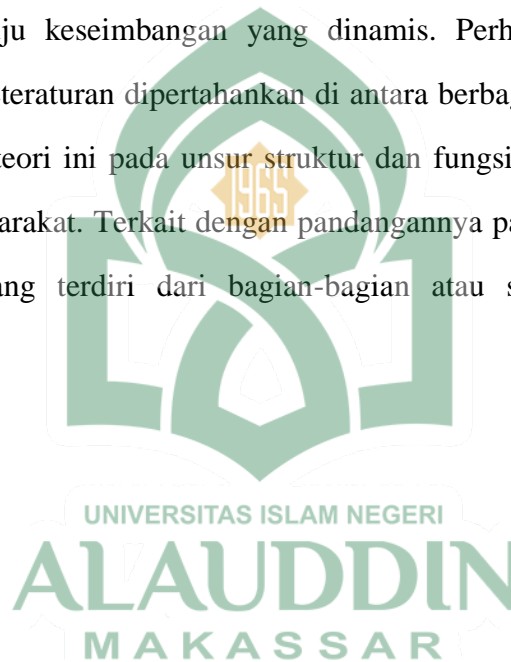 ju keseimbangan yang dinamis. Perh
teraturan dipertahankan di antara berbag
teori ini pada unsur struktur dan fungsi
arakat. Terkait dengan pandangannya pa
ang terdiri dari bagian-bagian atau s
1965
UNIVERSITAS ISLAM NEGERI
ALAUDDIN
MAKASSAR